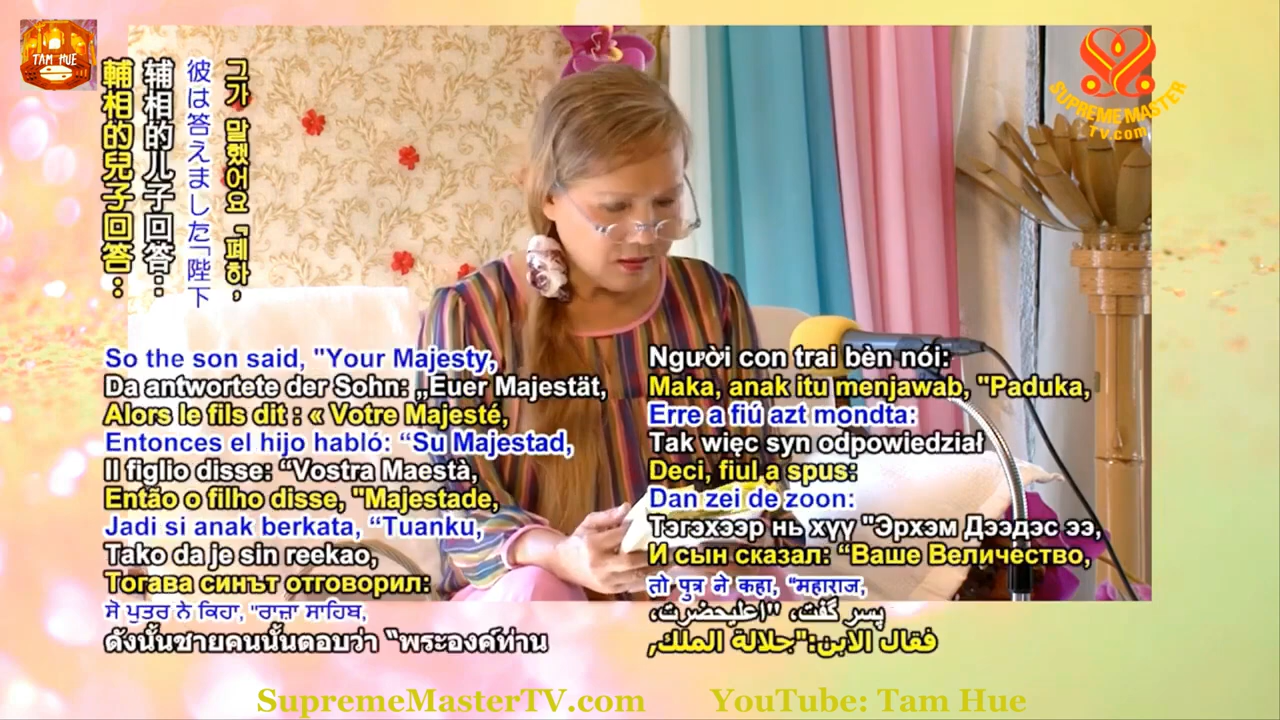 TAM HUE
SUPREME MASTER
TV.com
輔相的兒子回答：
辅相的儿子回答：
彼は答えました「陛下
그가 말했어요「폐하,
So the son said, "Your Majesty,
Da antwortete der Sohn: „Euer Majestät,
Alors le fils dit : « Votre Majesté,
Entonces el hijo habló: “Su Majestad,
Il figlio disse: “Vostra Maestà,
Então o filho disse, "Majestade,
Jadi si anak berkata, “Tuanku,
Tako da je sin reekao,
Тогава синът отговорил:
ਸੋ ਪੁਤਰ ਨੇ ਕਿਹਾ, "ਰਾਜ਼ਾ ਸਾਹਿਬ,
ดังนั้นชายคนนั้นตอบว่า “พระองค์ท่าน
Người con trai bèn nói:
Maka, anak itu menjawab, "Paduka,
Erre a fiú azt mondta:
Tak więc syn odpowiedział
Deci, fiul a spus:
Dan zei de zoon:
Тэгэхээр нь хүү "Эрхэм Дээдэс ээ,
И сын сказал: “Ваше Величество,
तो पुत्र ने कहा, “महाराज,
پسر گفت، "اعلیحضرت،
فقال الابن:"جلالة الملك,
SupremeMasterTV.com
YouTube: Tam Hue